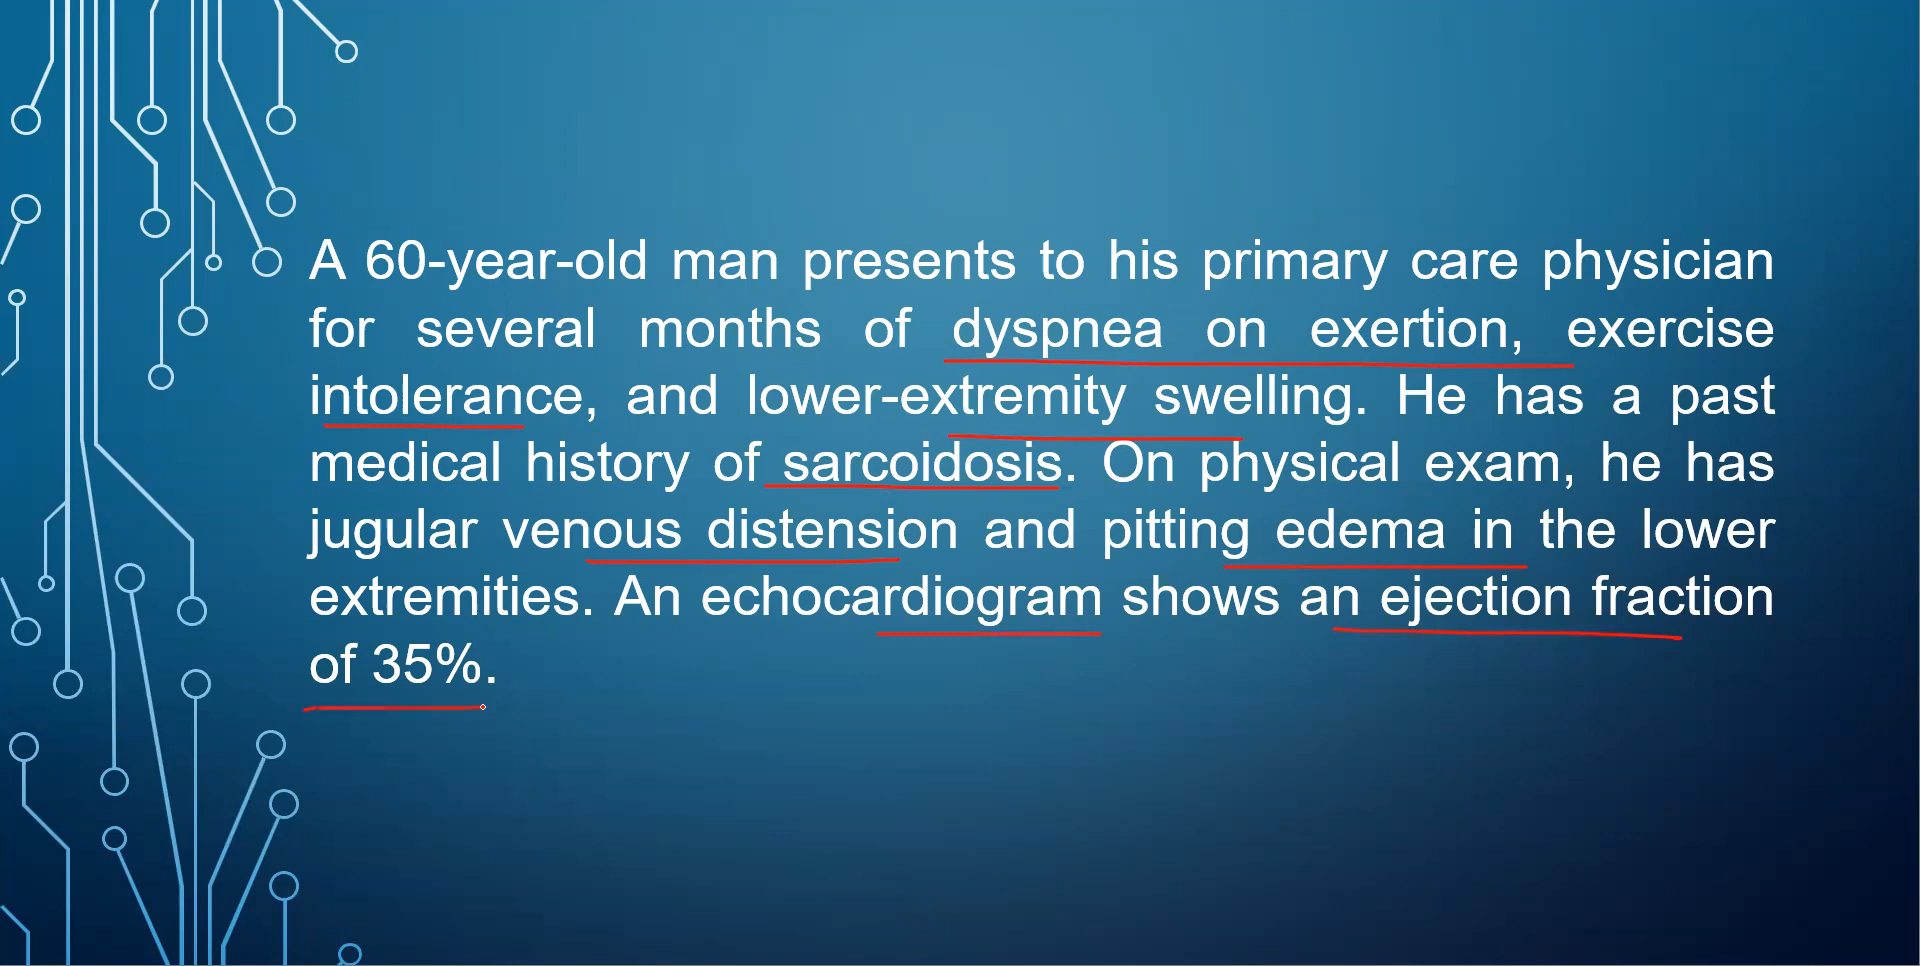 A 60-year-old man presents to his primary care physician
for several months of dyspnea on exertion, exercise
intolerance, and lower-extremity swelling. He has a past
medical history of sarcoidosis. On physical exam, he has
jugular venous distension and pitting edema in the lower
extremities. An echocardiogram shows an ejection fraction
of 35%.